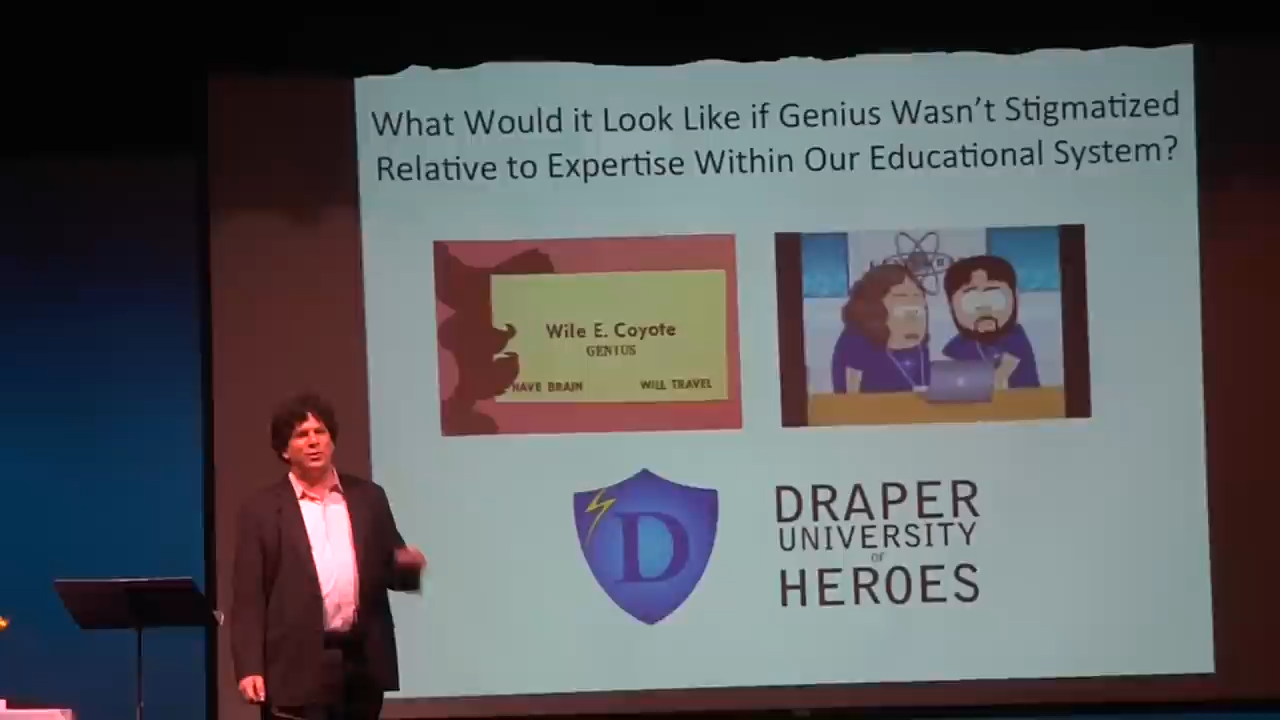 What Would it Look Like if Genius Wasn't Stigmatized
Relative to Expertise Within Our Educational System?
Wile E. Coyote
GENIUS
HAVE BRAIN WILL TRAVEL
D
DRAPER
UNIVERSITY
OF
HEROES